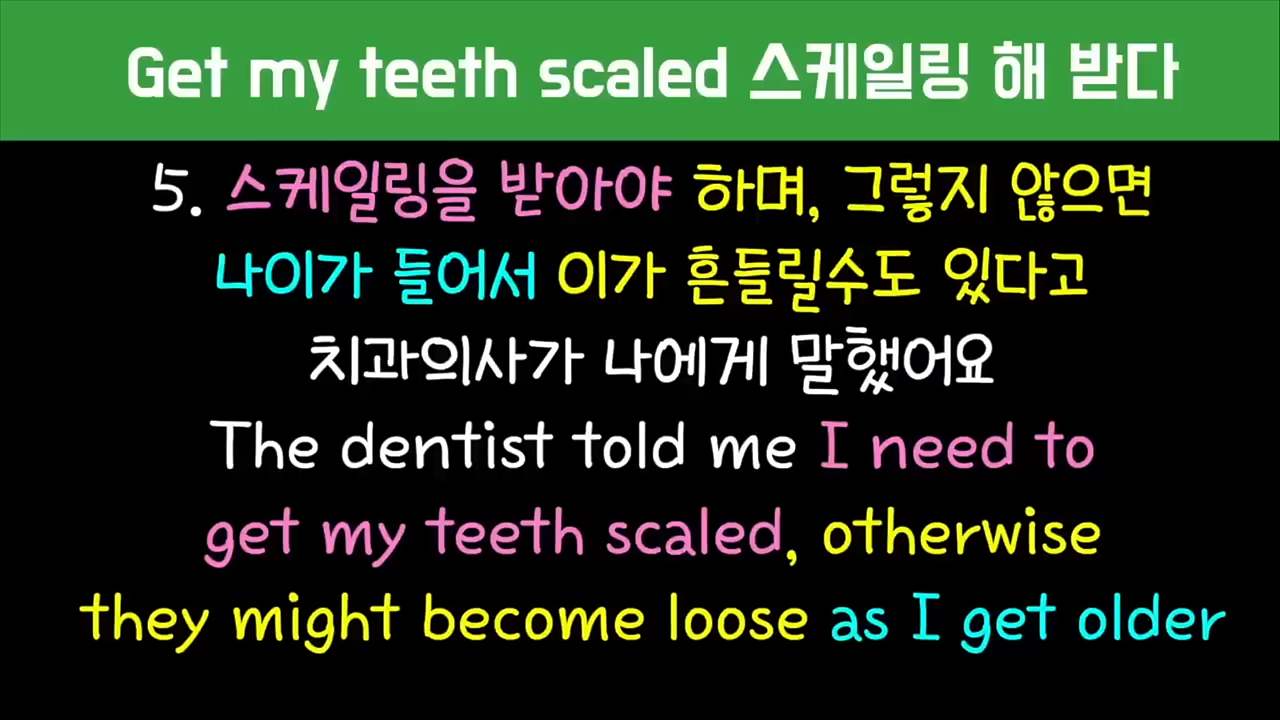 Get my teeth scaled 스케일링 해 받다
5. 스케일링을 받아야 하며, 그렇지 않으면
나이가 들어서 이가 흔들릴수도 있다고
치과의사가 나에게 말했어요
The dentist told me I need to
get my teeth scaled, otherwise
they might become loose as I get older